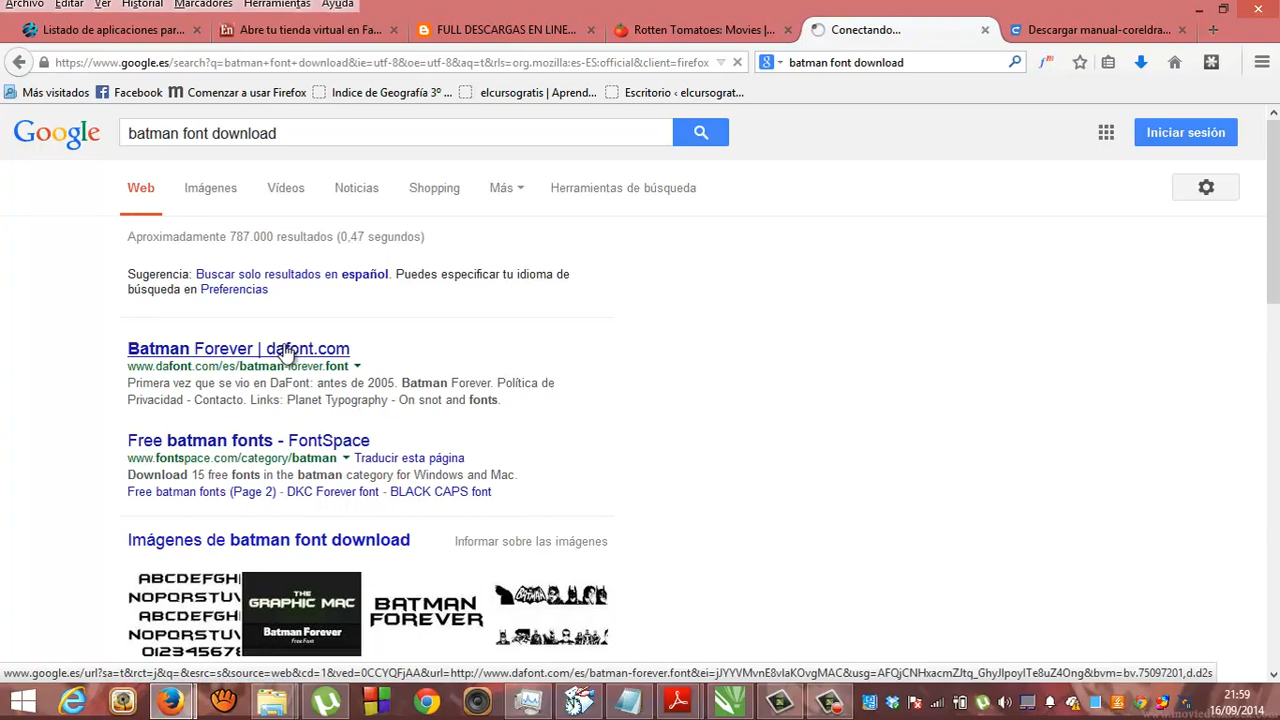 Archivo Editar Ver Historial Marcadores Herramientas Ayuda
Listado de aplicaciones par... Abre tu tienda virtual en Fa... FULL DESCARGAS EN LINE... Rotten Tomatoes: Movies |... Conectando... Descargar manual-coreldra...
https://www.google.es/search?q=batman+font+download&ie=utf-8&oe=utf-8&aq=t&rls=org.mozilla:es-ES:official&client=firefox batman font download
Más visitados Facebook Comenzar a usar Firefox Indice de Geografía 3º ... elcursogratis | Aprend... Escritorio ‹ elcursograt...
Google batman font download Iniciar sesión
Web Imágenes Vídeos Noticias Shopping Más Herramientas de búsqueda
Aproximadamente 787.000 resultados (0,47 segundos)
Sugerencia: Buscar solo resultados en español. Puedes especificar tu idioma de
búsqueda en Preferencias
Batman Forever | dafont.com
www.dafont.com/es/batman-forever.font
Primera vez que se vio en DaFont: antes de 2005. Batman Forever. Política de
Privacidad - Contacto. Links: Planet Typography - On snot and fonts.
Free batman fonts - FontSpace
www.fontspace.com/category/batman Traducir esta página
Download 15 free fonts in the batman category for Windows and Mac.
Free batman fonts (Page 2) - DKC Forever font - BLACK CAPS font
Imágenes de batman font download Informar sobre las imágenes
ABCDEFGH
NOPQRSTUV
ABCDEFGH
NOPQRSTUV
012345678
THE
GRAPHIC MAC
Batman Forever
Free Font
BATMAN
FOREVER
21:59
16/09/2014